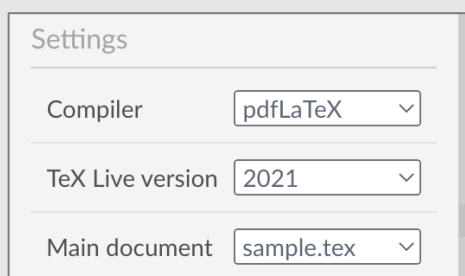 Settings
Compiler pdfLaTeX
TeX Live version 2021
Main document sample.tex